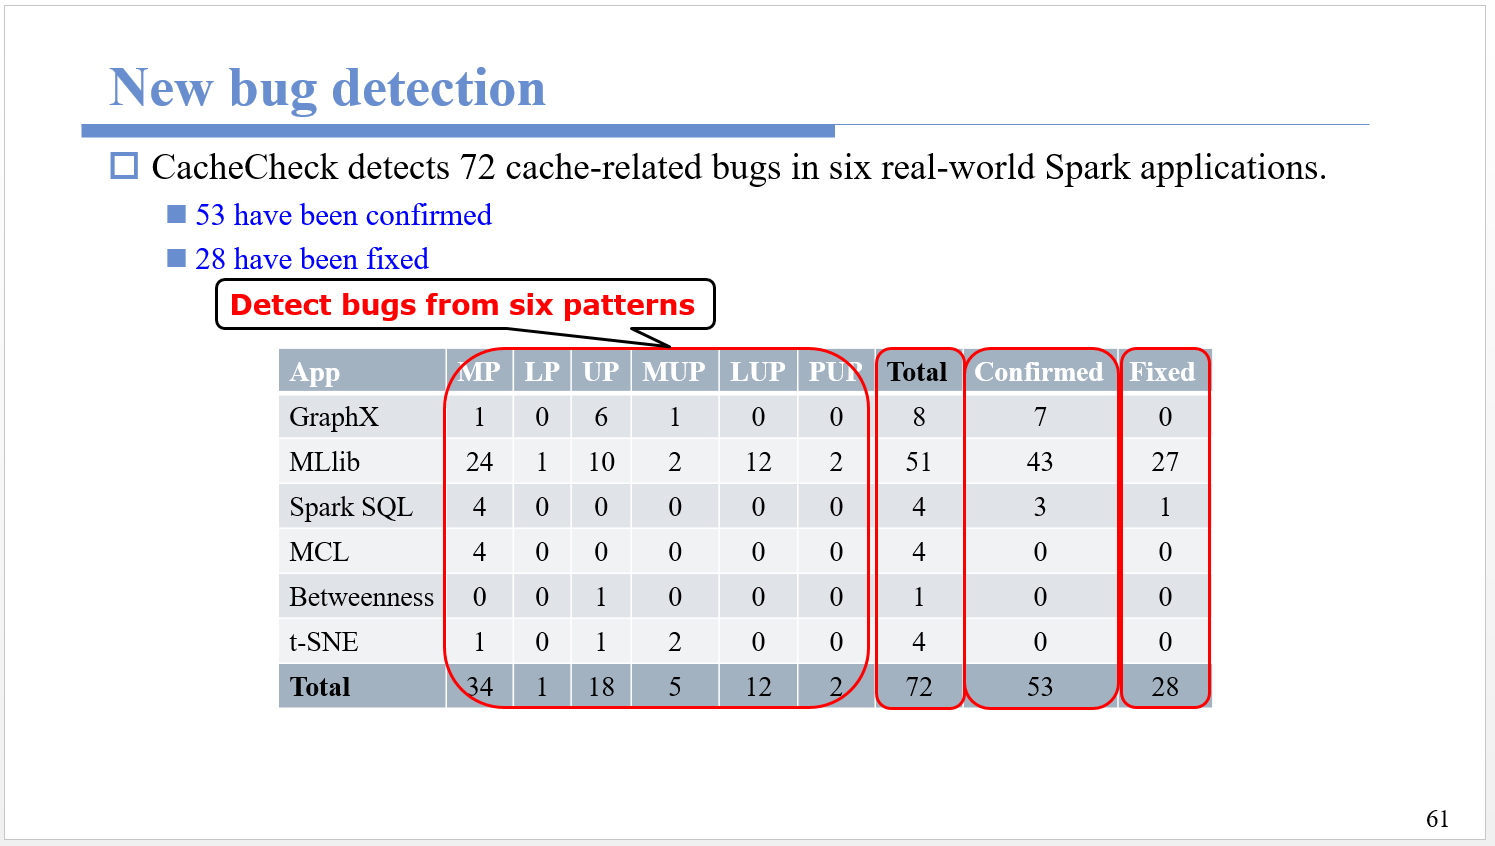 New bug detection
CacheCheck detects 72 cache-related bugs in six real-world Spark applications.
53 have been confirmed
28 have been fixed
Detect bugs from six patterns
App MP LP UP MUP LUP PUP Total Confirmed Fixed
GraphX 1 0 6 1 0 0 8 7 0
MLlib 24 1 10 2 12 2 51 43 27
Spark SQL 4 0 0 0 0 0 4 3 1
MCL 4 0 0 0 0 0 4 0 0
Betweenness 0 0 1 0 0 0 1 0 0
t-SNE 1 0 1 2 0 0 4 0 0
Total 34 1 18 5 12 2 72 53 28
61